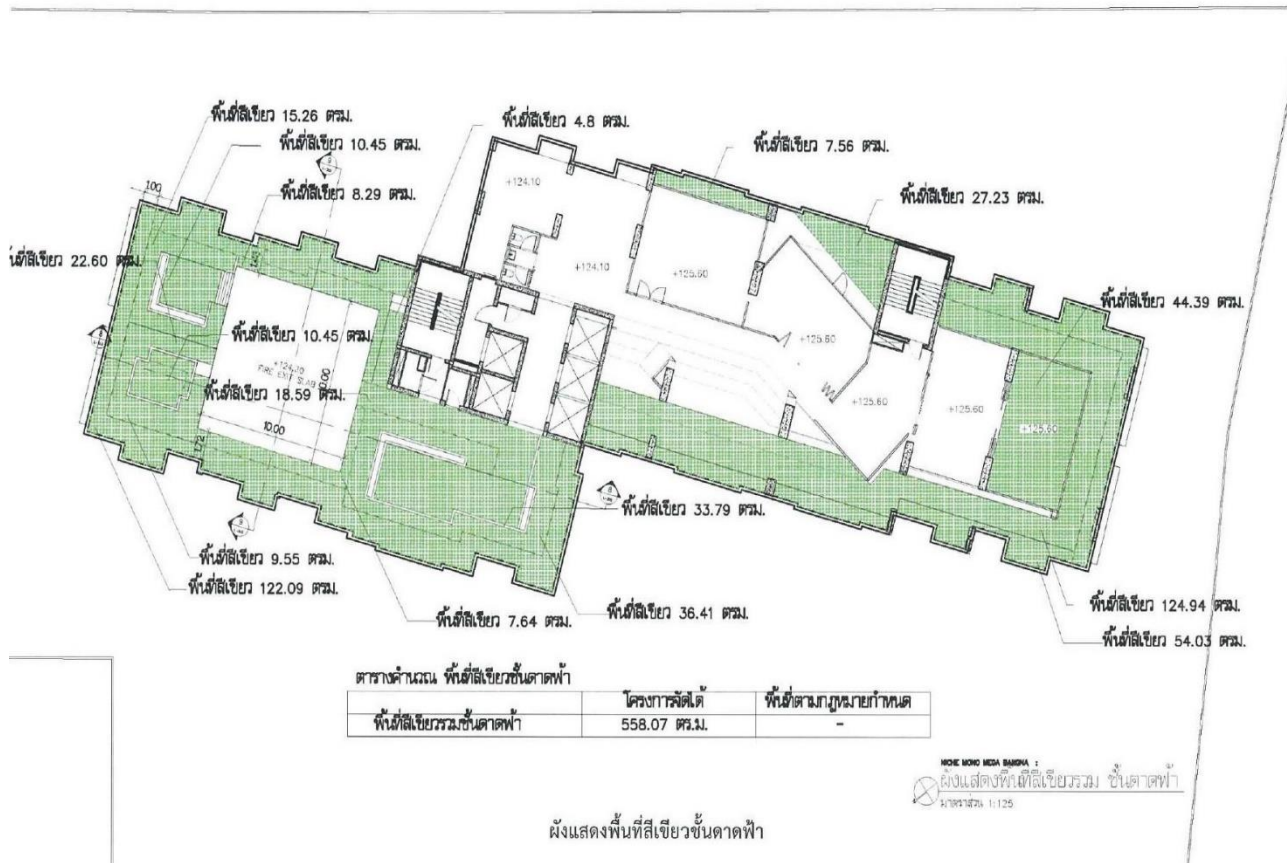 พื้นที่สีเขียว 15.26 ตรม.
พื้นที่สีเขียว 4.8 ตรม.
พื้นที่สีเขียว 10.45 ตรม.
พื้นที่สีเขียว 7.56 ตรม.
พื้นที่สีเขียว 8.29 ตรม.
100
+124.10
พื้นที่สีเขียว 27.23 ตรม.
พื้นที่สีเขียว 22.60 ตรม.
+124.10
+125.60
พื้นที่สีเขียว 44.39 ตรม.
พื้นที่สีเขียว 10.45 ตรม.
+125.60
+124.10
FIRE EXIT SLAB
10.00
พื้นที่สีเขียว 18.59 ตรม.
+125.60
+125.60
+125.60
10.00
พื้นที่สีเขียว 33.79 ตรม.
พื้นที่สีเขียว 9.55 ตรม.
พื้นที่สีเขียว 122.09 ตรม.
พื้นที่สีเขียว 7.64 ตรม.
พื้นที่สีเขียว 36.41 ตรม.
พื้นที่สีเขียว 124.94 ตรม.
พื้นที่สีเขียว 54.03 ตรม.
ตารางคำนวณ พื้นที่สีเขียวชั้นดาดฟ้า
โครงการจัดได้ พื้นที่ตามกฎหมายกำหนด
พื้นที่สีเขียวรวมชั้นดาดฟ้า 558.07 ตร.ม. -
NICHE MONO MEGA BANGNA :
ผังแสดงพื้นที่สีเขียวรวม ชั้นดาดฟ้า
มาตราส่วน 1:125
ผังแสดงพื้นที่สีเขียวชั้นดาดฟ้า